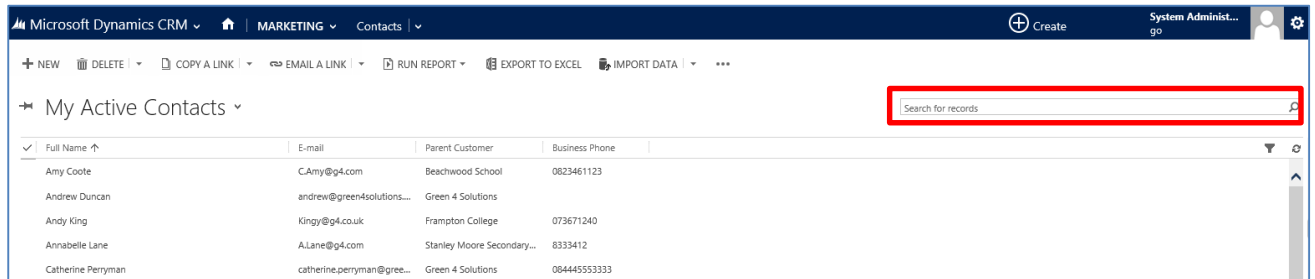 Microsoft Dynamics CRM MARKETING Contacts Create System Administ...
go
NEW DELETE COPY A LINK EMAIL A LINK RUN REPORT EXPORT TO EXCEL IMPORT DATA ...
My Active Contacts Search for records
Full Name E-mail Parent Customer Business Phone
Amy Coote C.Amy@g4.com Beachwood School 0823461123
Andrew Duncan andrew@green4solutions.... Green 4 Solutions
Andy King Kingy@g4.co.uk Frampton College 073671240
Annabelle Lane A.Lane@g4.com Stanley Moore Secondary... 8333412
Catherine Perryman catherine.perryman@gree... Green 4 Solutions 084445553333